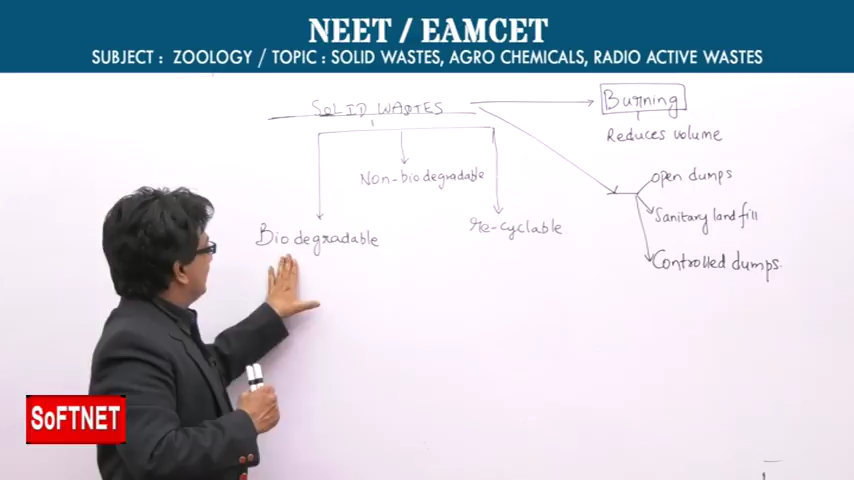 NEET / EAMCET
SUBJECT : ZOOLOGY / TOPIC : SOLID WASTES, AGRO CHEMICALS, RADIO ACTIVE WASTES
SOLID WASTES
Burning
Reduces volume
Non-biodegradable
open dumps
Sanitary land fill
Biodegradable
re-cyclable
Controlled dumps.
SoFTNET